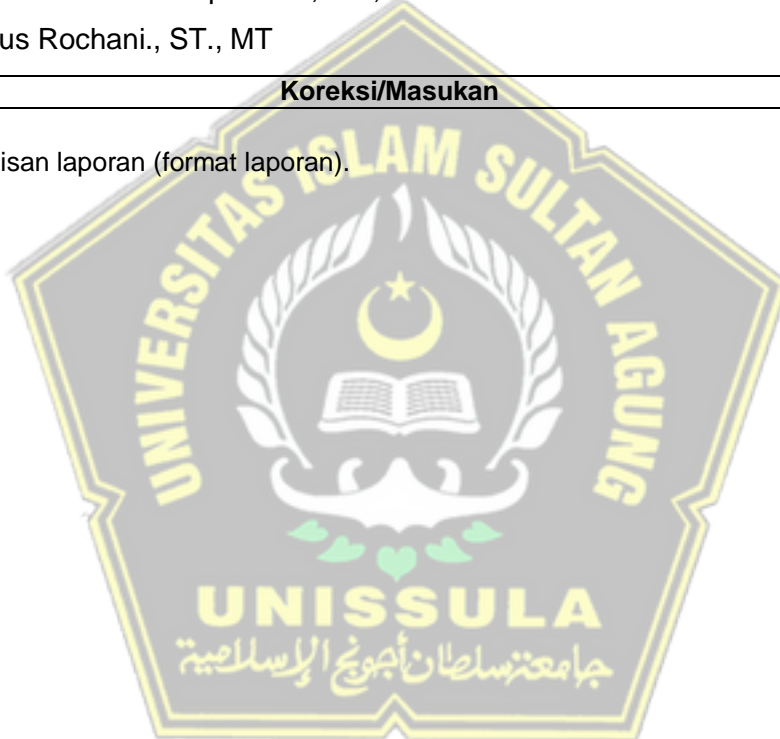 us Rochani., ST., MT
Koreksi/Masukan
isan laporan (format laporan).
UNIVERSITAS ISLAM SULTAN AGUNG
UNISSULA
جامعة سلطان أجونج الإسلامية